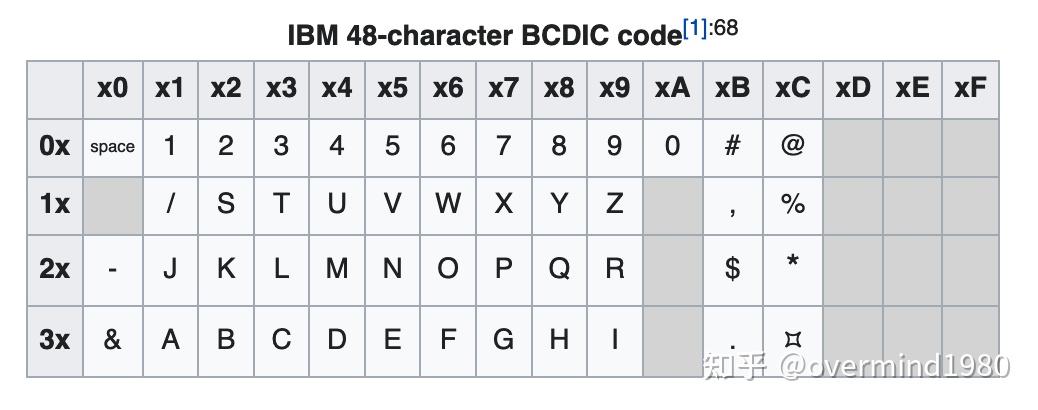 IBM 48-character BCDIC code[1]:68
x0 x1 x2 x3 x4 x5 x6 x7 x8 x9 xA xB xC xD xE xF
0x space 1 2 3 4 5 6 7 8 9 0 # @
1x / S T U V W X Y Z , %
2x - J K L M N O P Q R $ *
3x & A B C D E F G H I . ⌑
知乎 @overmind1980